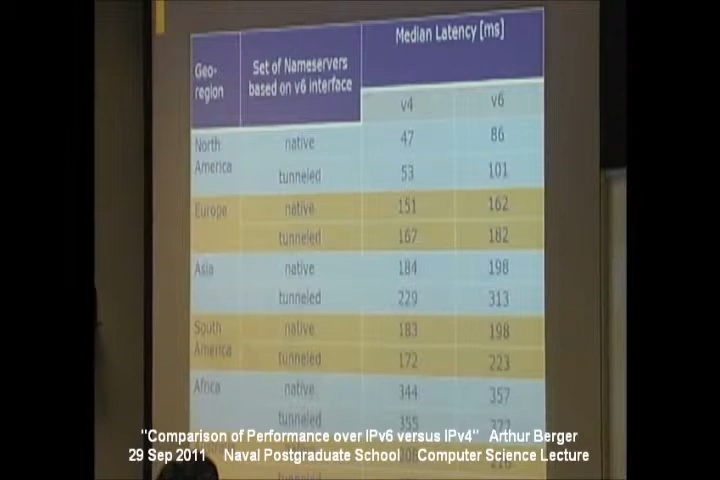 Median Latency [ms]
Geo-region
Set of Nameservers based on v6 interface
v4 v6
North America native 47 86
tunneled 53 101
Europe native 151 162
tunneled 167 182
Asia native 184 198
tunneled 229 313
South America native 183 198
tunneled 172 223
Africa native 344 357
tunneled 355
"Comparison of Performance over IPv6 versus IPv4" Arthur Berger
29 Sep 2011 Naval Postgraduate School Computer Science Lecture